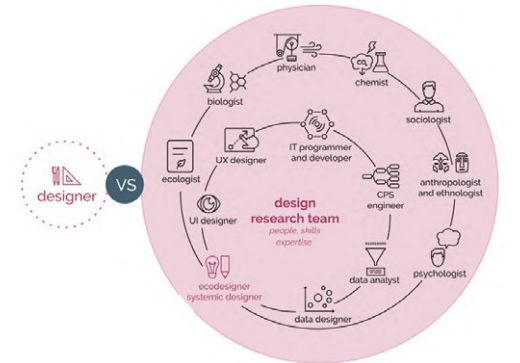 designer
VS
physician
chemist
biologist
sociologist
IT programmer
and developer
UX designer
ecologist
CPS
engineer
anthropologist
and ethnologist
UI designer
design
research team
people, skills
expertise
psychologist
data analyst
ecodesigner
systemic designer
data designer